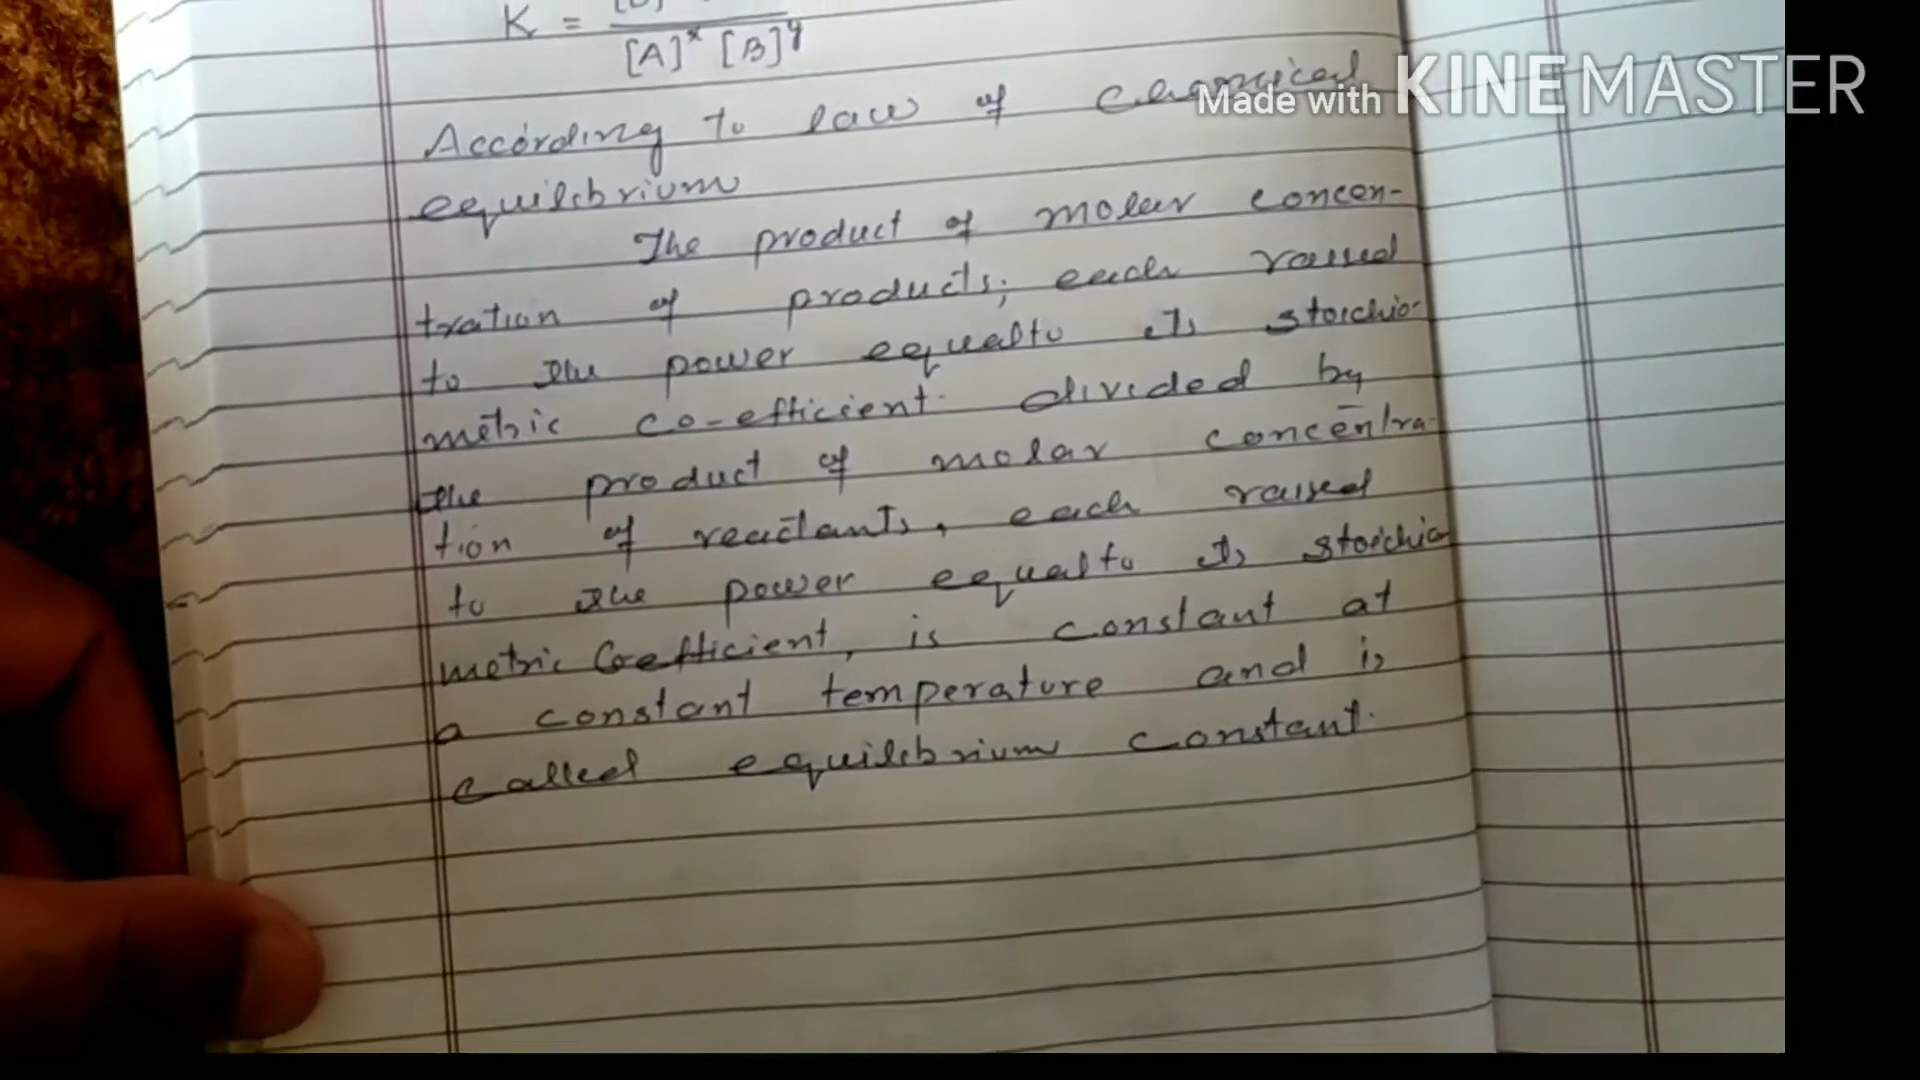 K =
[A]^x [B]^y
According to law of chemical
Made with KINEMASTER
equilibrium
The product of molar concen-
tration of products, each raised
to the power equal to its stoichio-
metric co-efficient divided by
the product of molar concentra-
tion of reactants, each raised
to the power equal to its stoichio
metric Coefficient, is constant at
a constant temperature and is
called equilibrium constant.